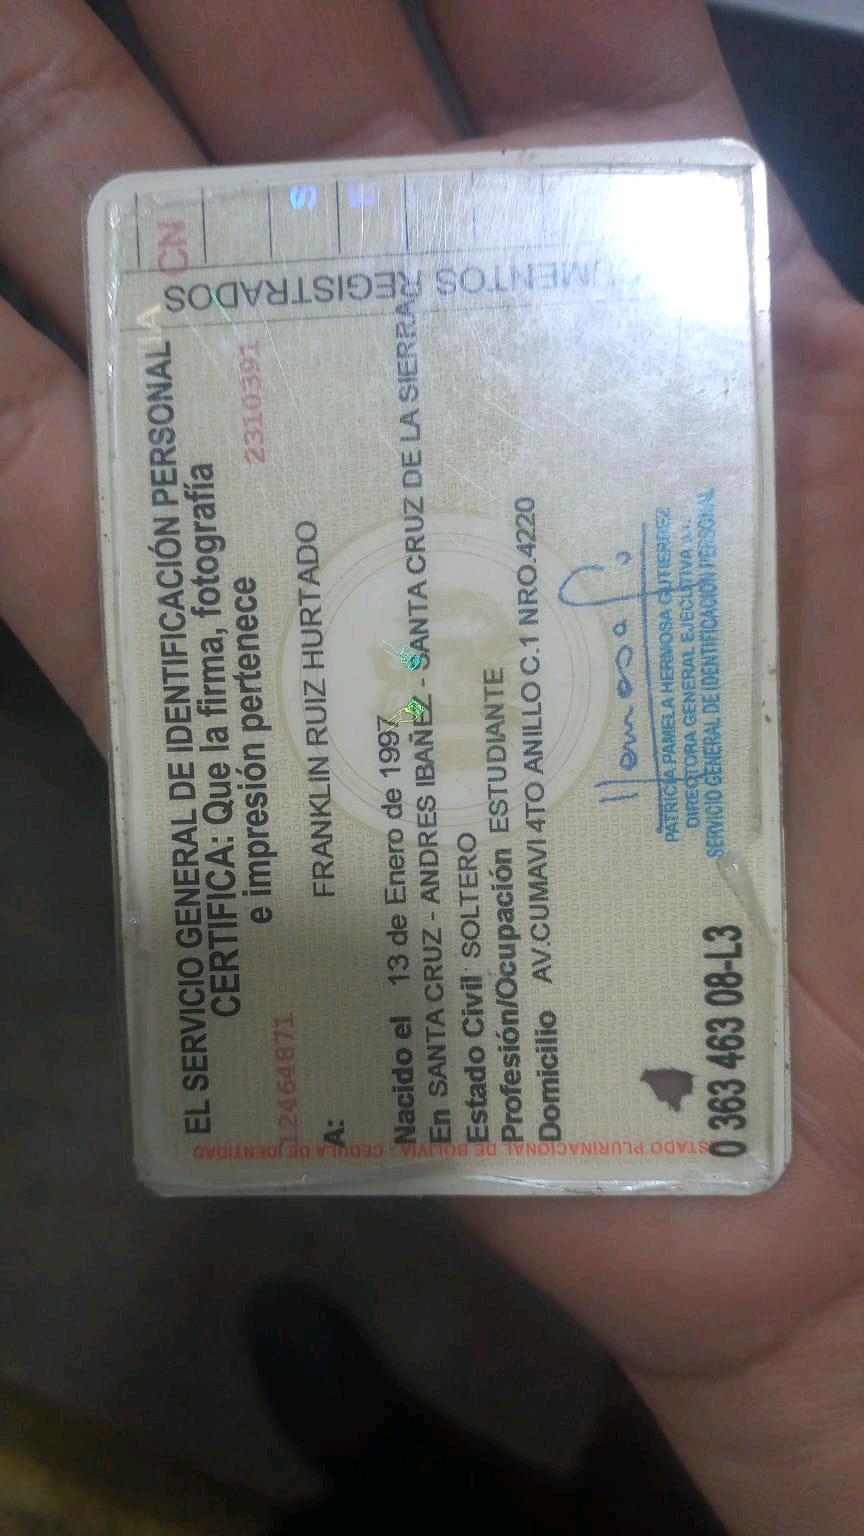 EL SERVICIO GENERAL DE IDENTIFICACIÓN PERSONAL
CERTIFICA: Que la firma, fotografía
e impresión pertenece
12464871
2310391
A: FRANKLIN RUIZ HURTADO
Nacido el 13 de Enero de 1997
En SANTA CRUZ - ANDRES IBAÑEZ - SANTA CRUZ DE LA SIERRA
Estado Civil SOLTERO
Profesión/Ocupación ESTUDIANTE
Domicilio AV.CUMAVI 4TO ANILLO C.1 NRO.4220
PATRICIA PAMELA HERMOSA GUTIERREZ
DIRECTORA GENERAL EJECUTIVA a.i.
SERVICIO GENERAL DE IDENTIFICACIÓN PERSONAL
0 363 463 08-L3
ESTADO PLURINACIONAL DE BOLIVIA - CEDULA DE IDENTIDAD
REGISTRADOS
CN
S
E